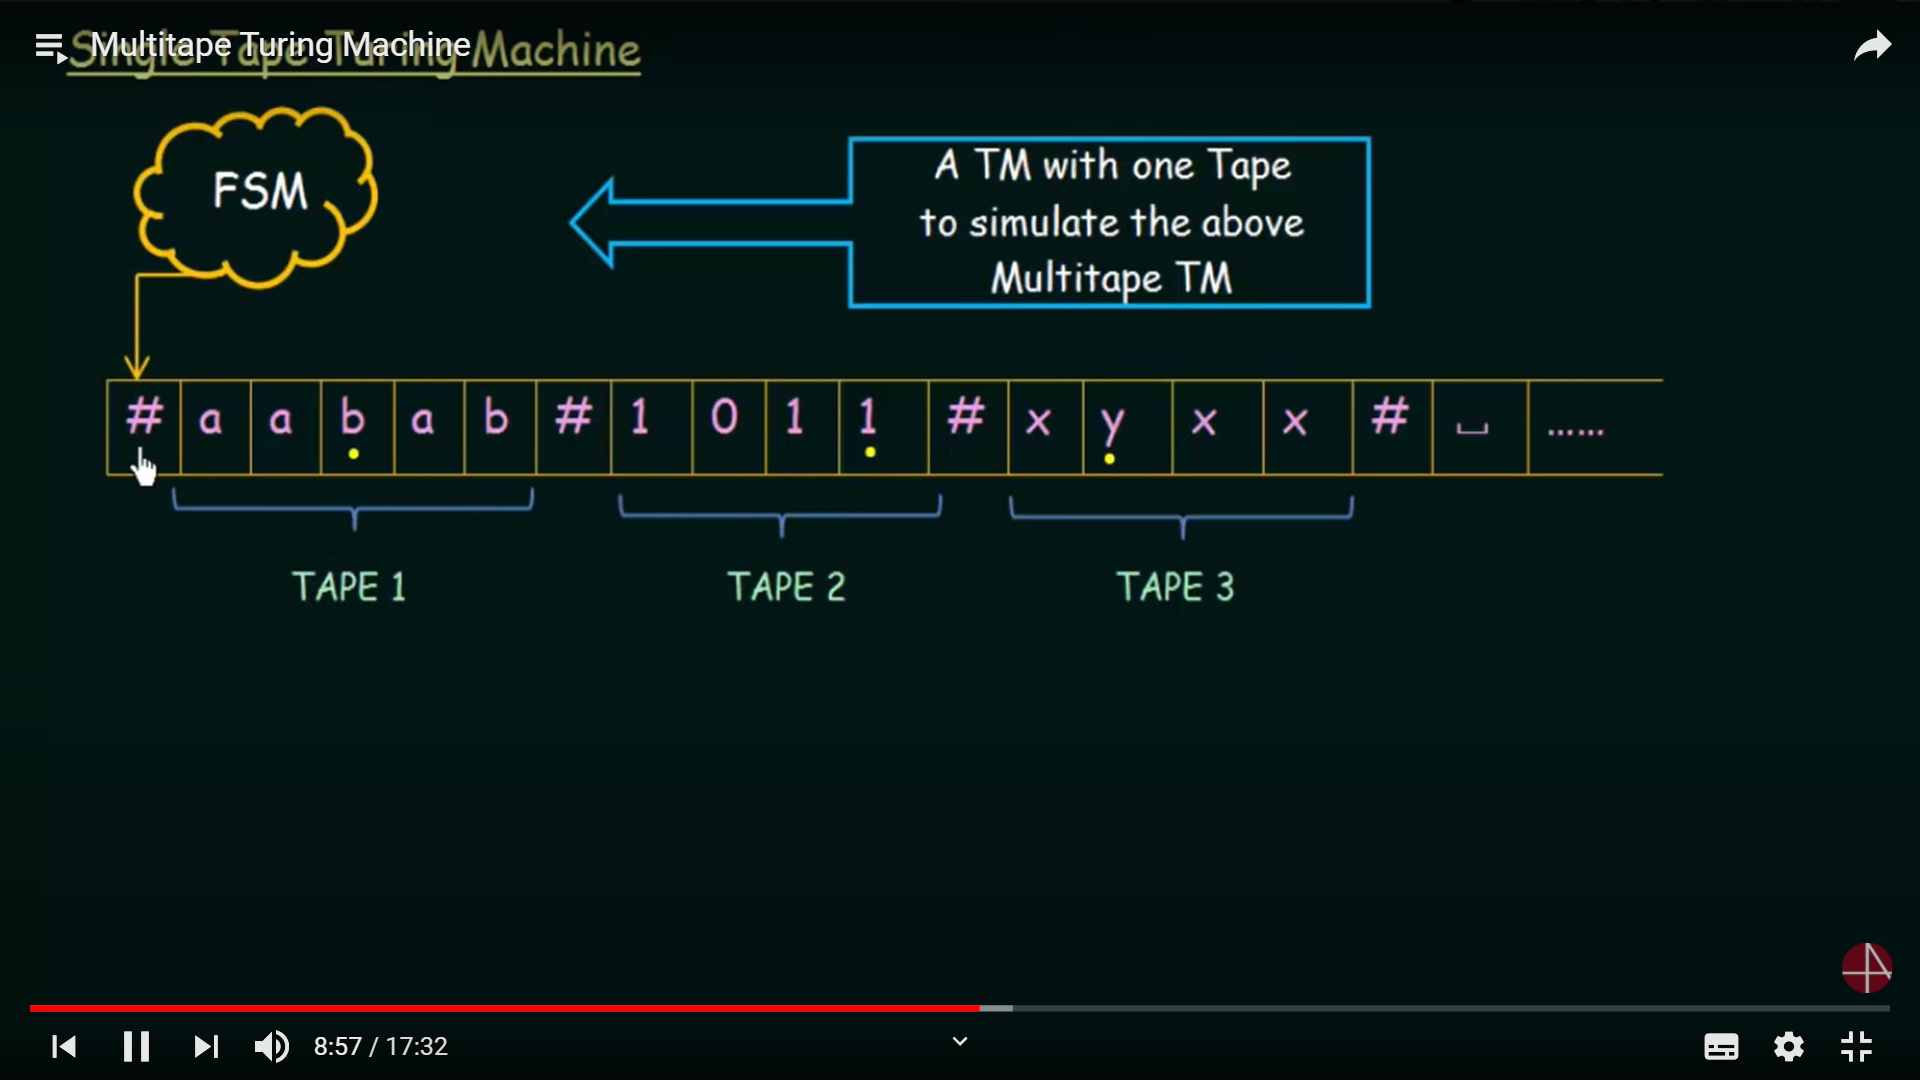 Multitape Turing Machine
Single Tape Turing Machine
FSM
A TM with one Tape
to simulate the above
Multitape TM
# a a b a b # 1 0 1 1 # x y x x # ␣ ......
TAPE 1 TAPE 2 TAPE 3
8:57 / 17:32